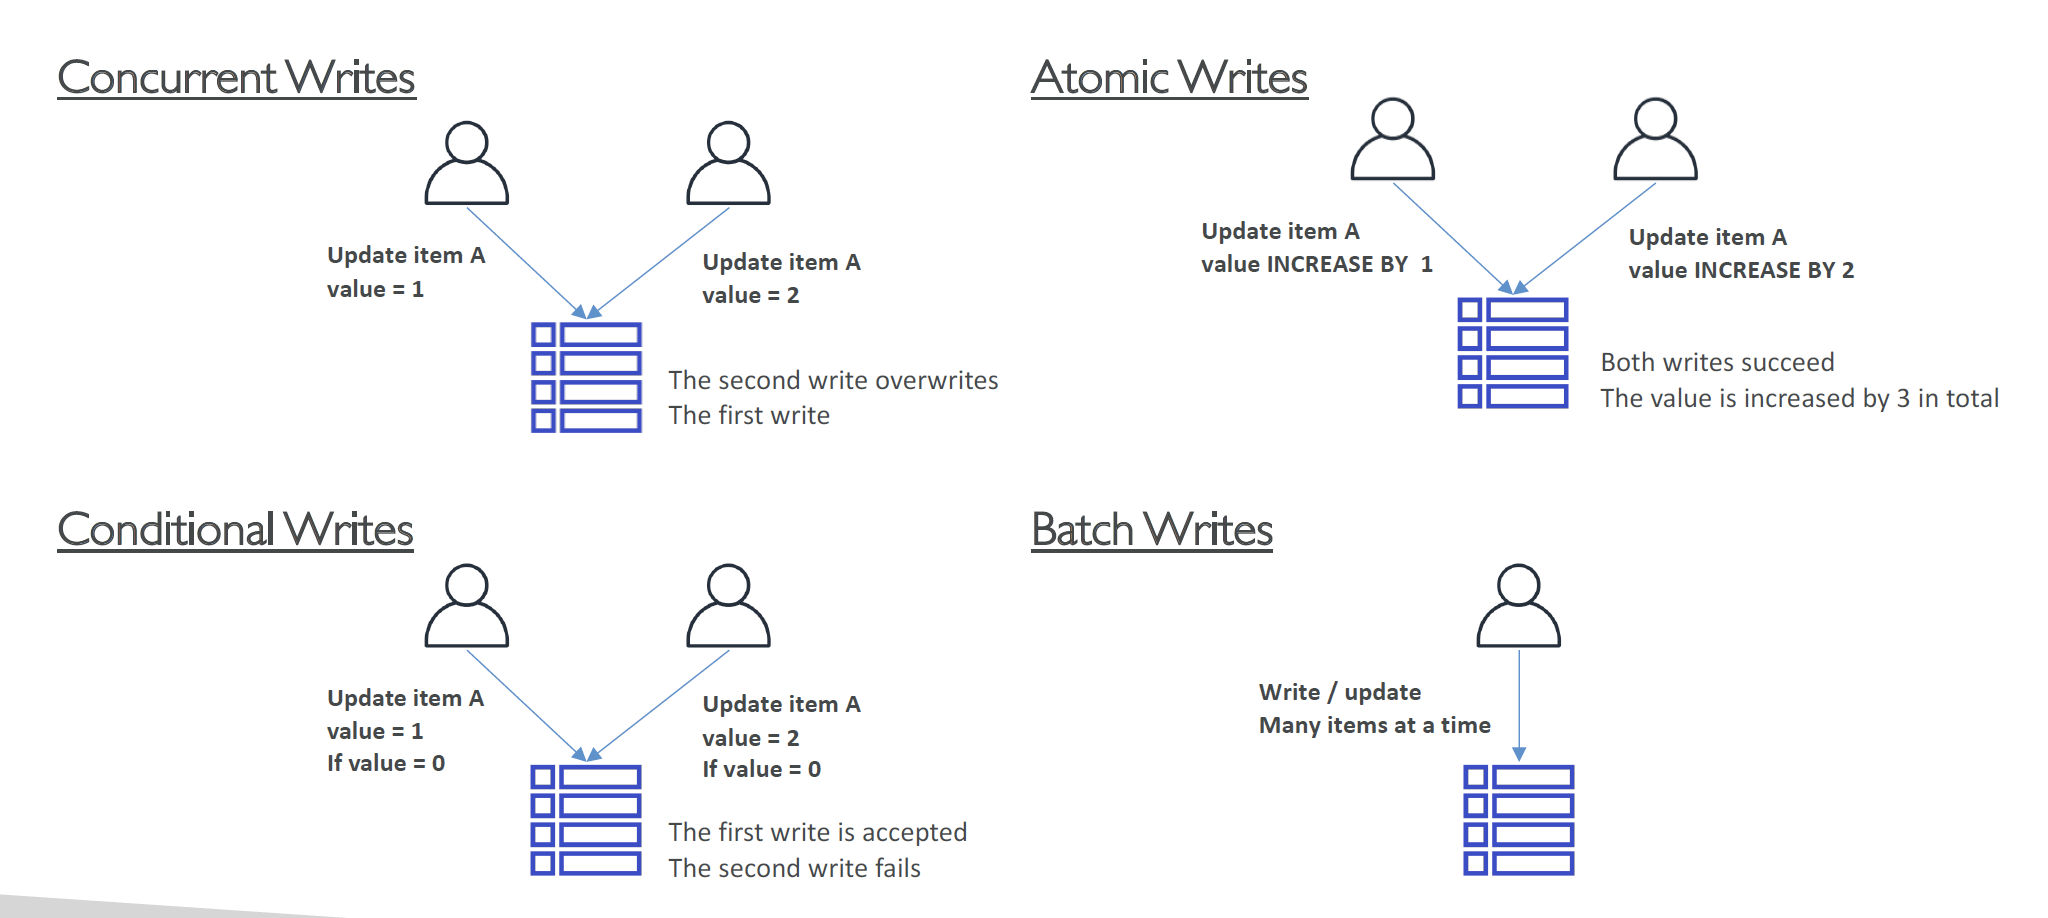 Concurrent Writes
Update item A
value = 1
Update item A
value = 2
The second write overwrites
The first write
Atomic Writes
Update item A
value INCREASE BY 1
Update item A
value INCREASE BY 2
Both writes succeed
The value is increased by 3 in total
Conditional Writes
Update item A
value = 1
If value = 0
Update item A
value = 2
If value = 0
The first write is accepted
The second write fails
Batch Writes
Write / update
Many items at a time